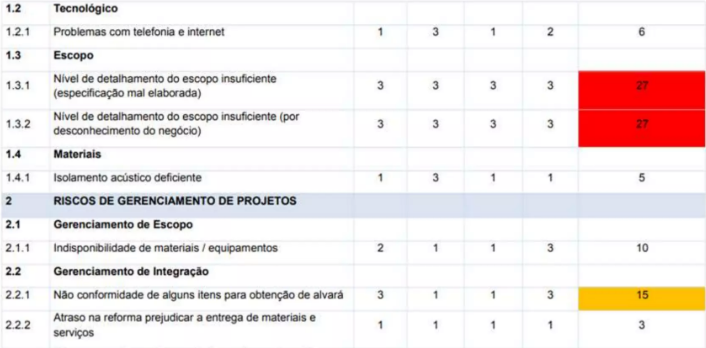 1.2 Tecnológico
1.2.1 Problemas com telefonia e internet 1 3 1 2 6
1.3 Escopo
1.3.1 Nível de detalhamento do escopo insuficiente (especificação mal elaborada) 3 3 3 3 27
1.3.2 Nível de detalhamento do escopo insuficiente (por desconhecimento do negócio) 3 3 3 3 27
1.4 Materiais
1.4.1 Isolamento acústico deficiente 1 3 1 1 5
2 RISCOS DE GERENCIAMENTO DE PROJETOS
2.1 Gerenciamento de Escopo
2.1.1 Indisponibilidade de materiais / equipamentos 2 1 1 3 10
2.2 Gerenciamento de Integração
2.2.1 Não conformidade de alguns itens para obtenção de alvará 3 1 1 3 15
2.2.2 Atraso na reforma prejudicar a entrega de materiais e serviços 1 1 1 1 3